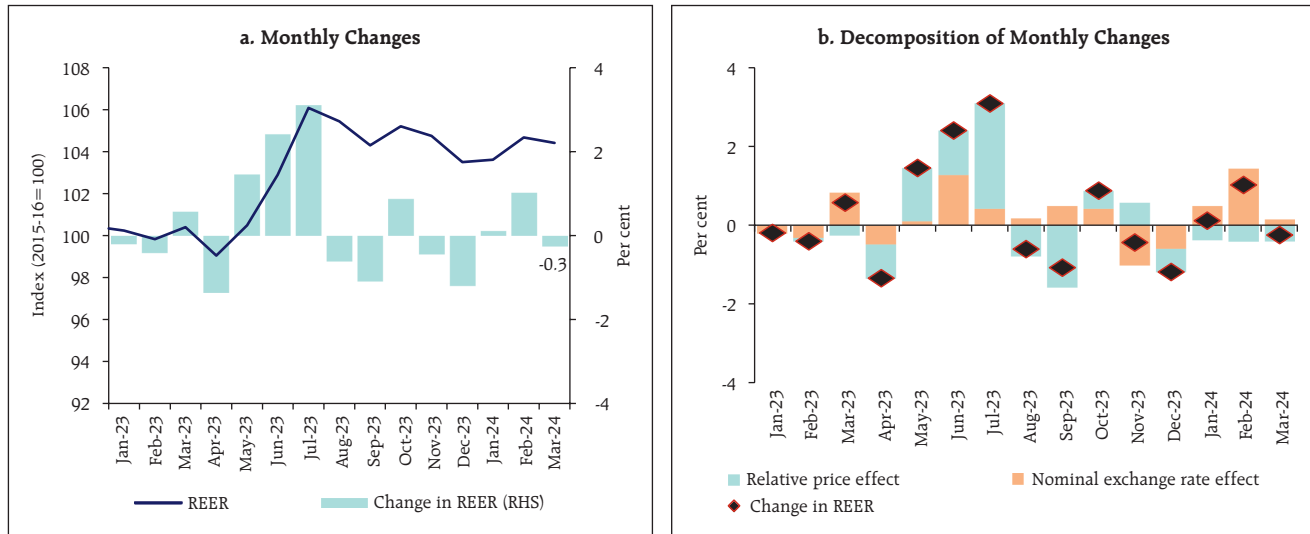 a. Monthly Changes
108
106
104
102
100
98
96
94
92
Index (2015-16=100)
4
2
0
-2
-4
Per cent
-0.3
Jan-23
Feb-23
Mar-23
Apr-23
May-23
Jun-23
Jul-23
Aug-23
Sep-23
Oct-23
Nov-23
Dec-23
Jan-24
Feb-24
Mar-24
REER
Change in REER (RHS)
b. Decomposition of Monthly Changes
4
2
0
-2
-4
Per cent
Jan-23
Feb-23
Mar-23
Apr-23
May-23
Jun-23
Jul-23
Aug-23
Sep-23
Oct-23
Nov-23
Dec-23
Jan-24
Feb-24
Mar-24
Relative price effect
Nominal exchange rate effect
Change in REER